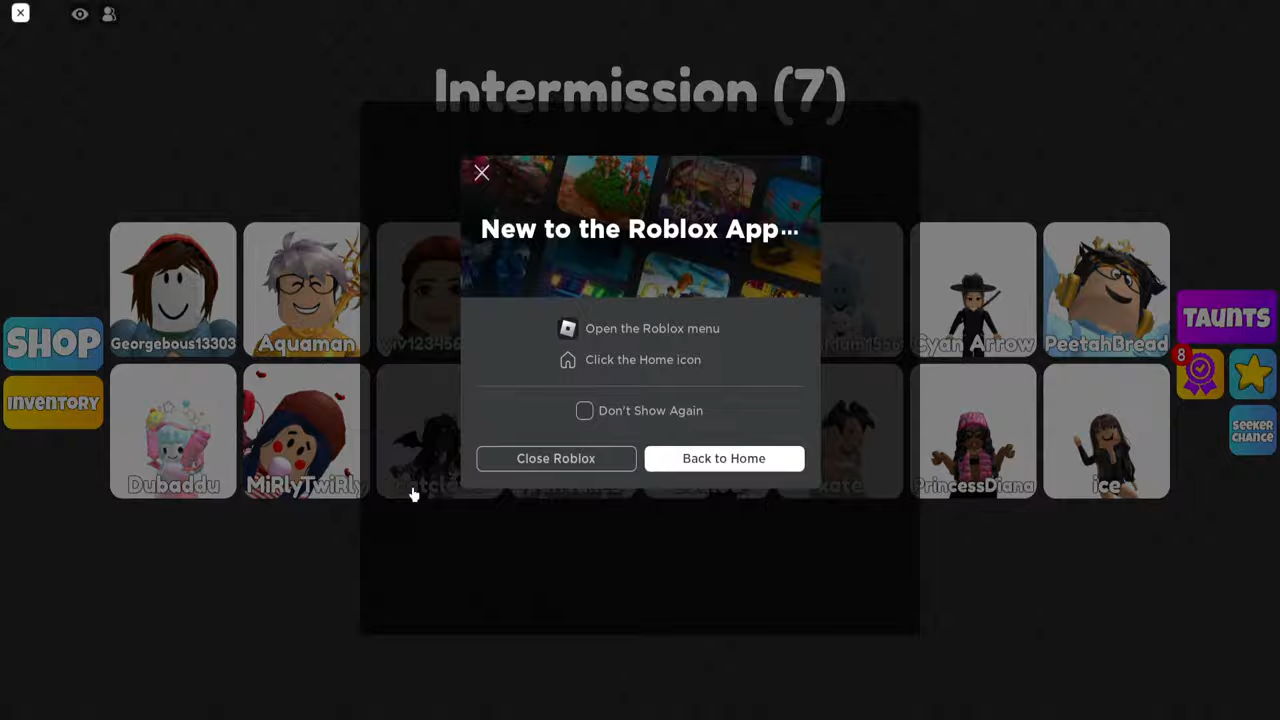 Intermission (7)
New to the Roblox App...
Open the Roblox menu
Click the Home icon
Don't Show Again
Close Roblox
Back to Home
SHOP
INVENTORY
Georgebous13303
Aquaman
Cyan Arrow
PeetahBread
Dubaddu
MiRlyTwiRly
kate
PrincessDiana
ice
TAUNTS
8
SEEKER
CHANCE